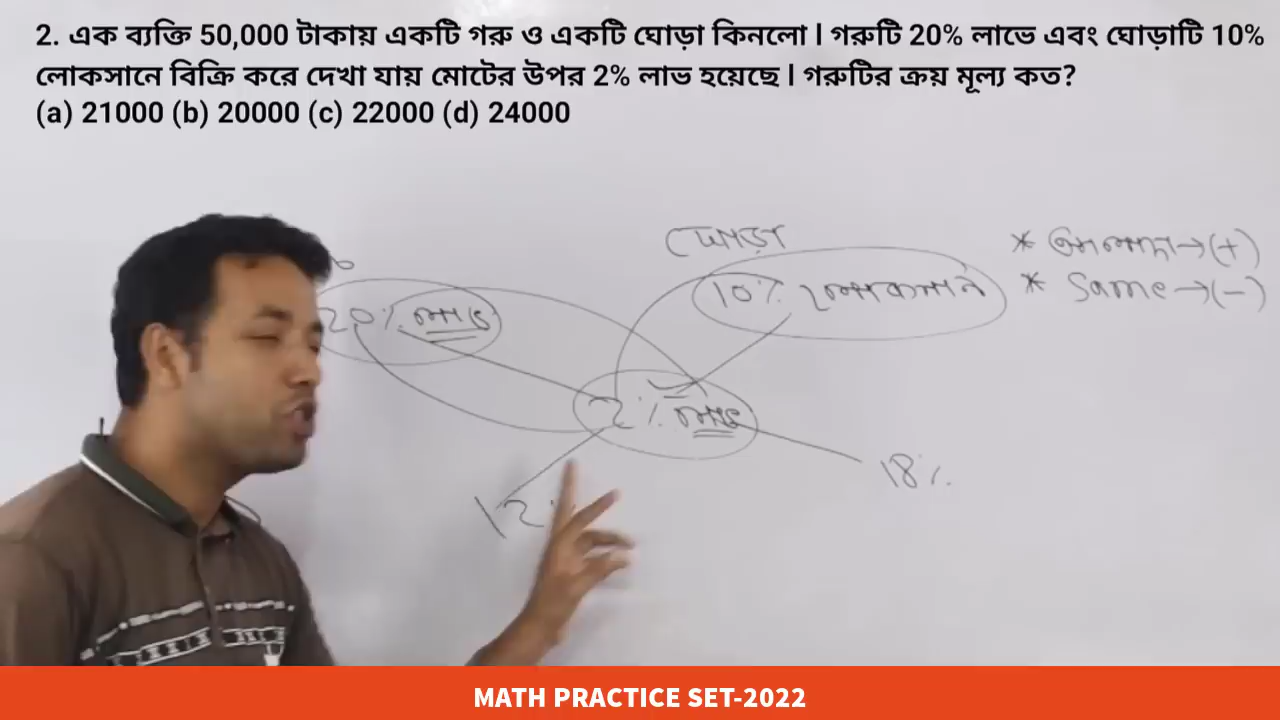 2. এক ব্যক্তি 50,000 টাকায় একটি গরু ও একটি ঘোড়া কিনলো। গরুটি 20% লাভে এবং ঘোড়াটি 10%
লোকসানে বিক্রি করে দেখা যায় মোটের উপর 2% লাভ হয়েছে। গরুটির ক্রয় মূল্য কত?
(a) 21000 (b) 20000 (c) 22000 (d) 24000
ঘোড়া
* আলাদা→(+)
20% লাভ
10% লোকসান
* Same→(-)
2% লাভ
18%
12
MATH PRACTICE SET-2022